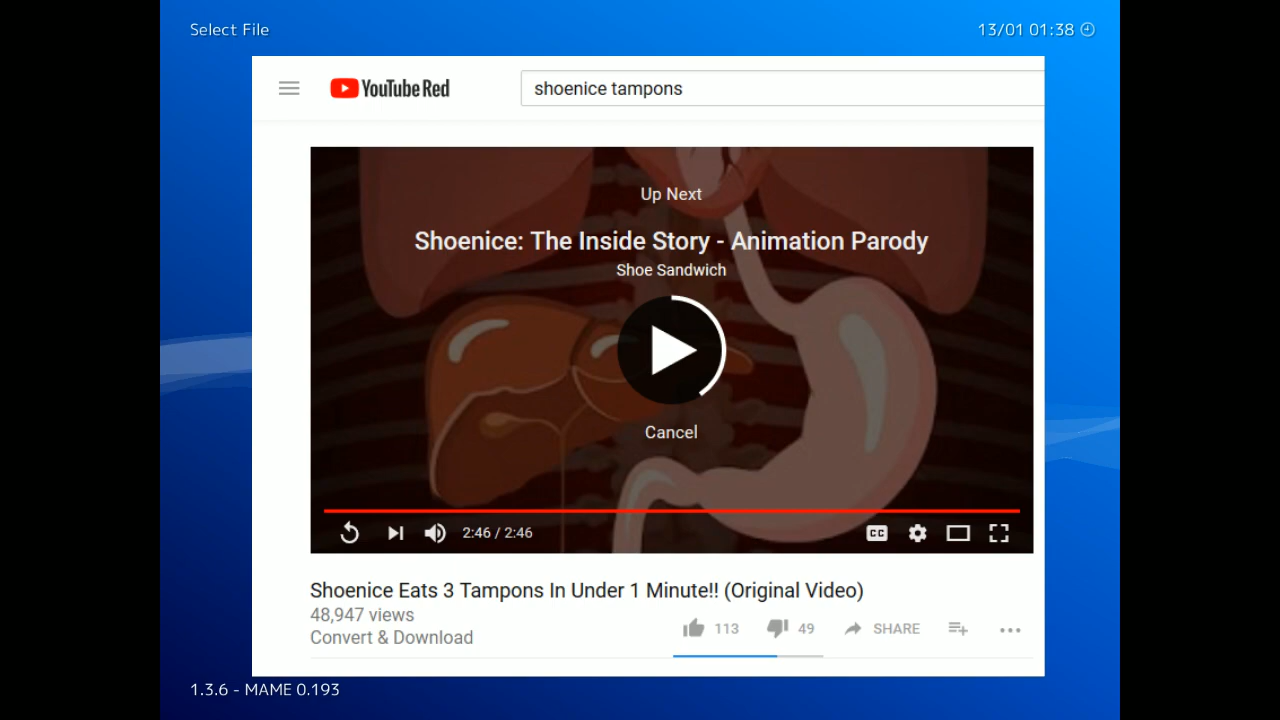 Select File
13/01 01:38
YouTube Red
shoenice tampons
Up Next
Shoenice: The Inside Story - Animation Parody
Shoe Sandwich
Cancel
2:46 / 2:46
CC
Shoenice Eats 3 Tampons In Under 1 Minute!! (Original Video)
48,947 views
Convert & Download
113
49
SHARE
1.3.6 - MAME 0.193